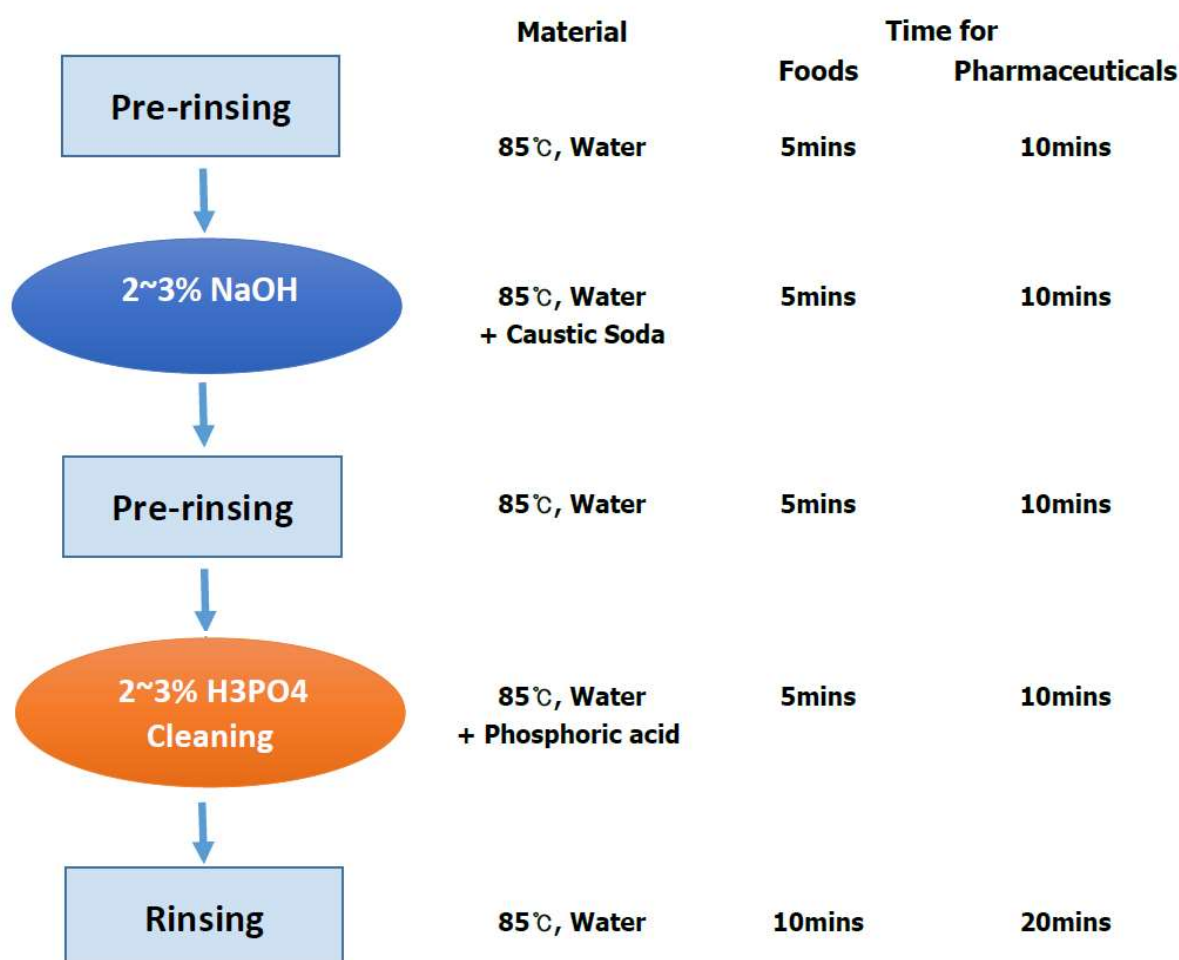 Material Time for
Foods Pharmaceuticals
Pre-rinsing
85℃, Water 5mins 10mins
2~3% NaOH
85℃, Water 5mins 10mins
+ Caustic Soda
Pre-rinsing
85℃, Water 5mins 10mins
2~3% H3PO4
Cleaning
85℃, Water 5mins 10mins
+ Phosphoric acid
Rinsing
85℃, Water 10mins 20mins